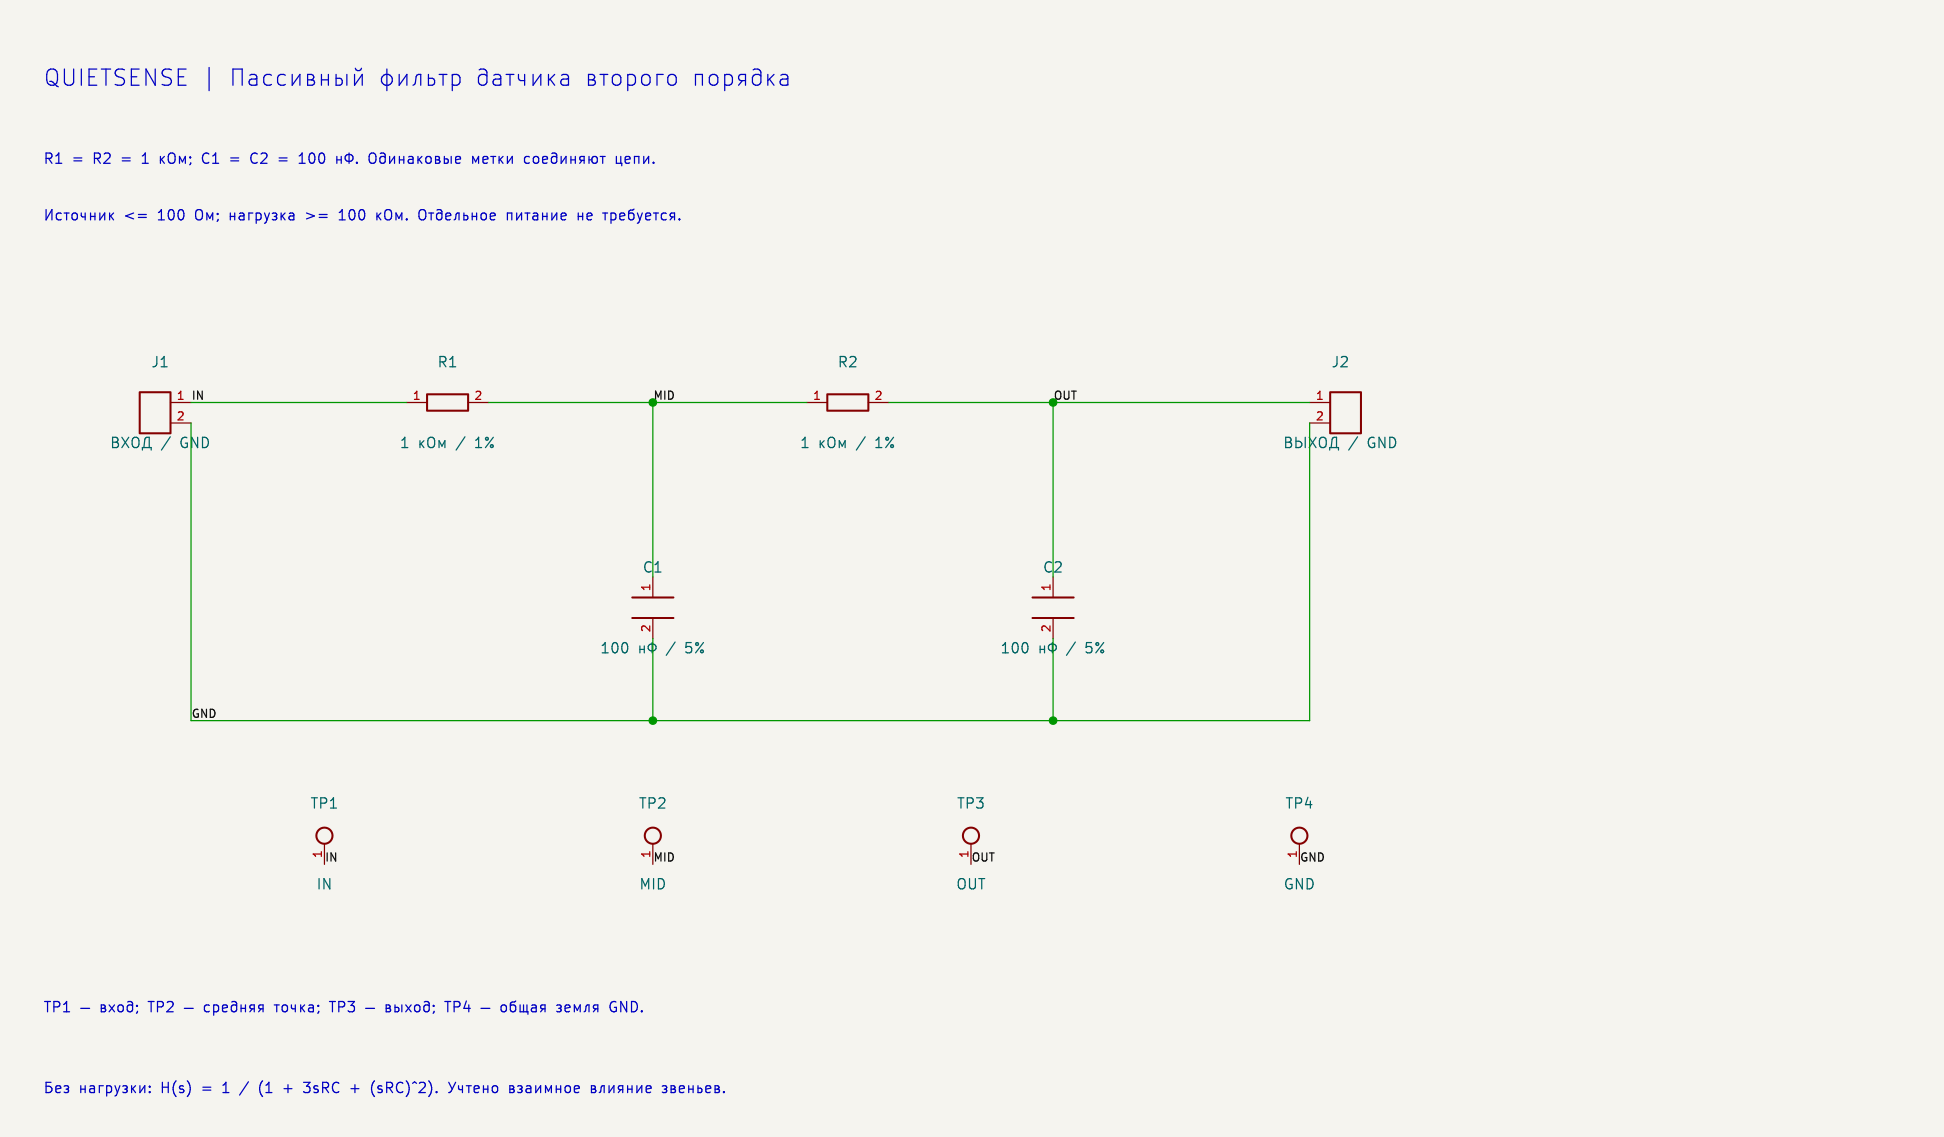 QUIETSENSE | Пассивный фильтр датчика второго порядка
R1 = R2 = 1 кОм; C1 = C2 = 100 нФ. Одинаковые метки соединяют цепи.
Источник <= 100 Ом; нагрузка >= 100 кОм. Отдельное питание не требуется.
J1 R1 R2 J2
1 IN 1 2 MID 1 2 OUT 1
2 2
ВХОД / GND 1 кОм / 1% 1 кОм / 1% ВЫХОД / GND
C1 C2
1 1
2 2
100 нФ / 5% 100 нФ / 5%
GND
TP1 TP2 TP3 TP4
1 IN 1 MID 1 OUT 1 GND
IN MID OUT GND
TP1 — вход; TP2 — средняя точка; TP3 — выход; TP4 — общая земля GND.
Без нагрузки: H(s) = 1 / (1 + 3sRC + (sRC)^2). Учтено взаимное влияние звеньев.